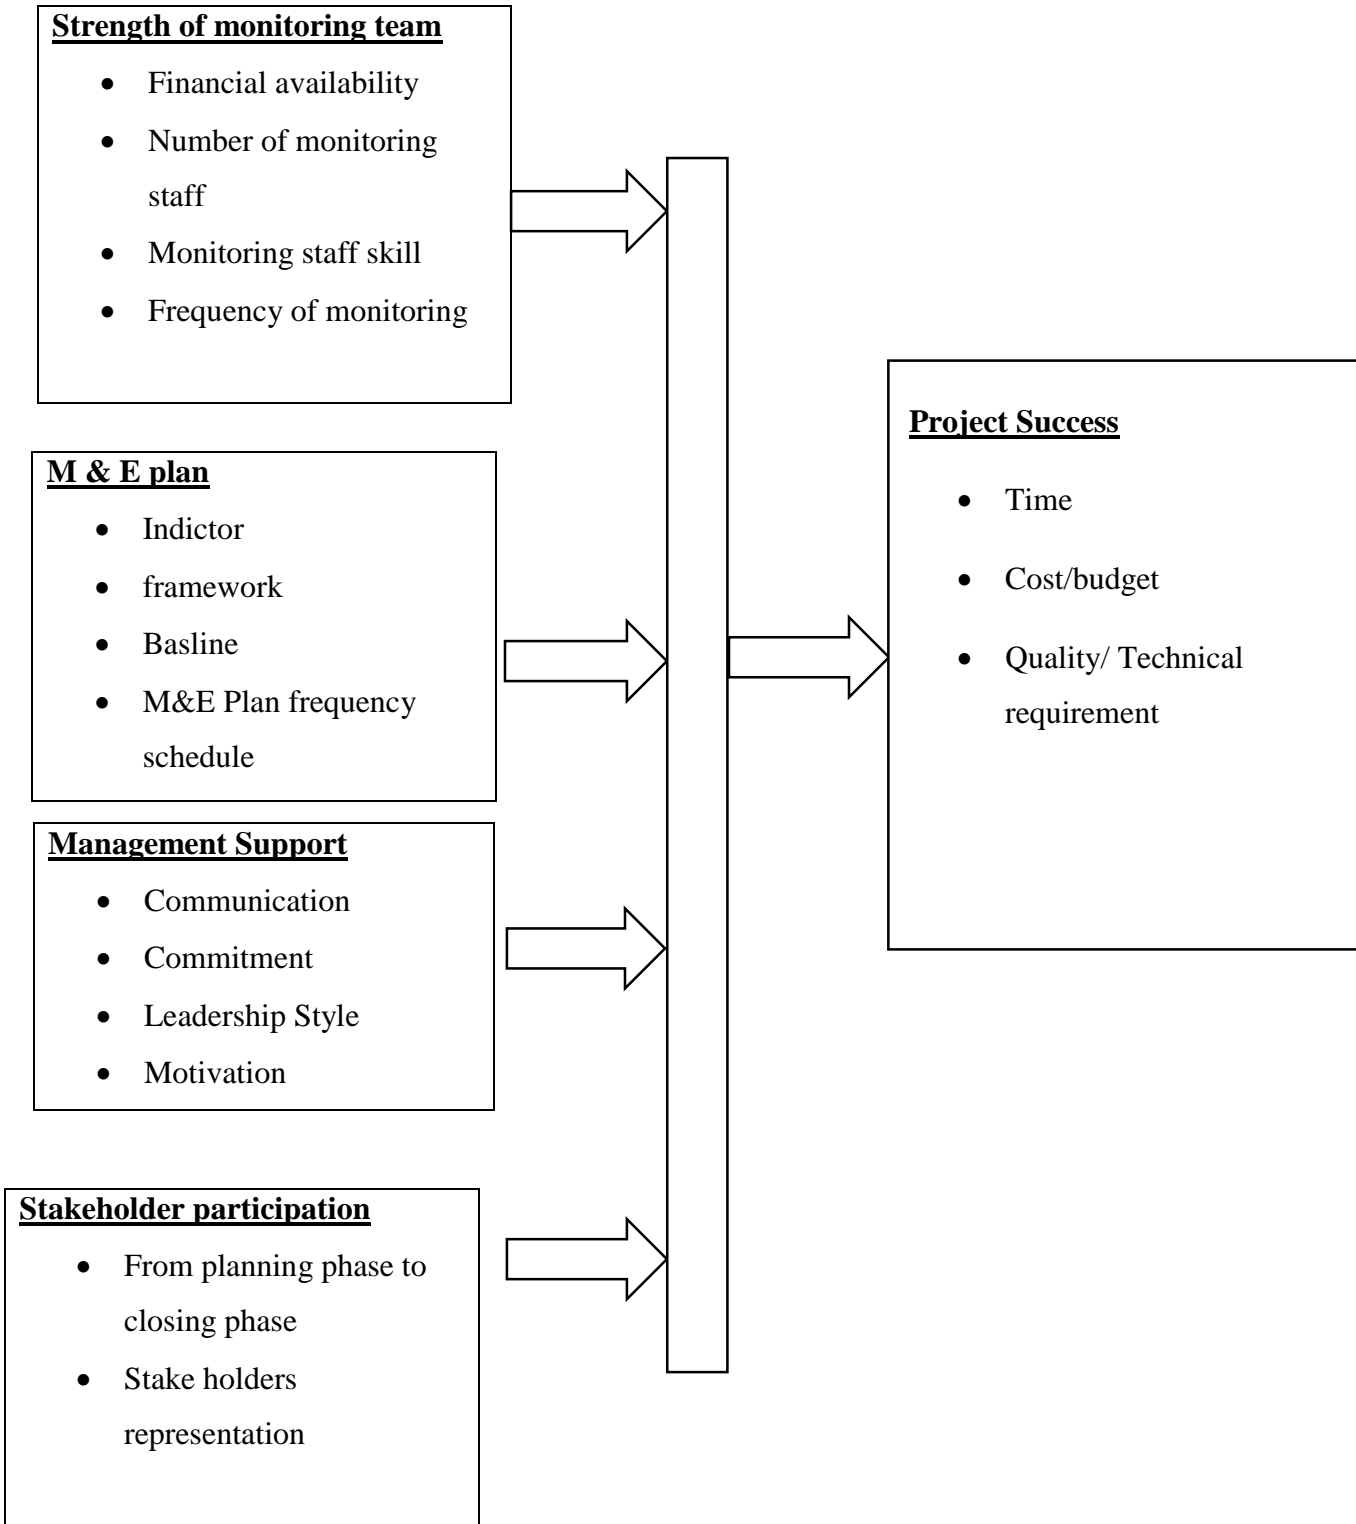 Strength of monitoring team
• Financial availability
• Number of monitoring
staff
• Monitoring staff skill
• Frequency of monitoring
M & E plan
• Indictor
• framework
• Basline
• M&E Plan frequency
schedule
Management Support
• Communication
• Commitment
• Leadership Style
• Motivation
Stakeholder participation
• From planning phase to
closing phase
• Stake holders
representation
Project Success
• Time
• Cost/budget
• Quality/ Technical
requirement